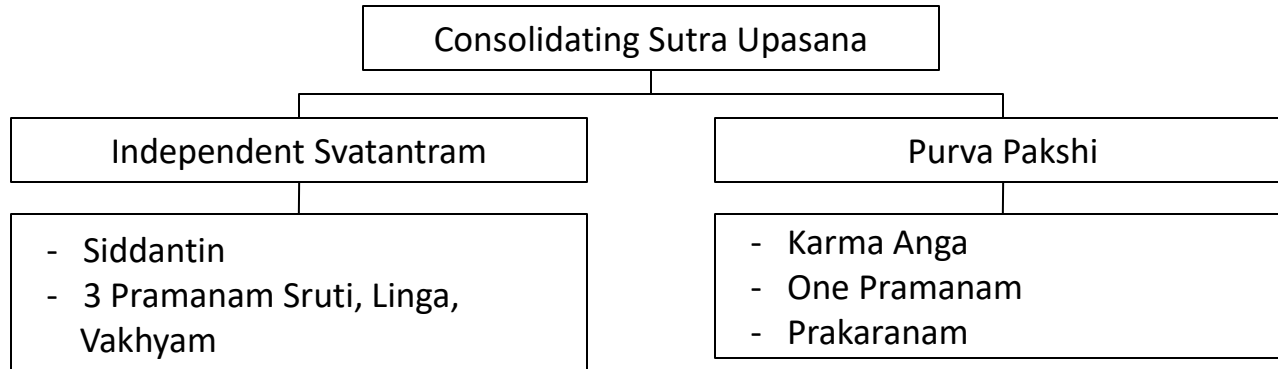 Consolidating Sutra Upasana
Independent Svatantram
Purva Pakshi
- Siddantin
- 3 Pramanam Sruti, Linga,
Vakhyam
- Karma Anga
- One Pramanam
- Prakaranam